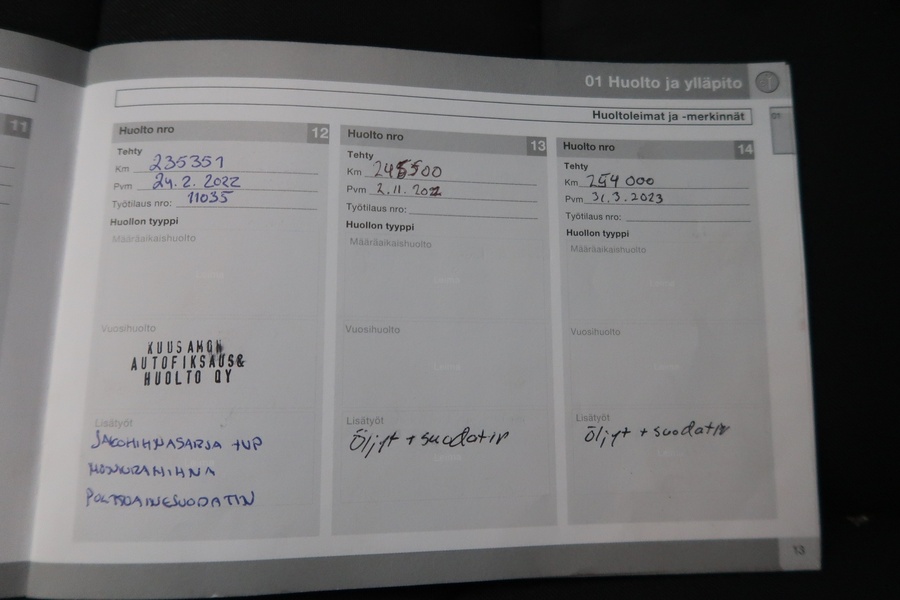 01 Huolto ja ylläpito
Huoltoleimat ja -merkinnät
11
Huolto nro 12
Tehty
Km 235351
Pvm 24.2.2022
Työtilaus nro: 11035
Huollon tyyppi
Määräaikaishuolto
Vuosihuolto
KUUSAMON
AUTOFIKSAUS&
HUOLTO OY
Lisätyöt
JAKOHIHNASARJA +VP
MONIURAHIHNA
POLTTOAINESUODATIN
Huolto nro 13
Tehty
Km 245500
Pvm 2.11.2022
Työtilaus nro:
Huollon tyyppi
Määräaikaishuolto
Vuosihuolto
Lisätyöt
Öljyt + suodatin
Huolto nro 14
Tehty
Km 254 000
Pvm 31.3.2023
Työtilaus nro:
Huollon tyyppi
Määräaikaishuolto
Vuosihuolto
Lisätyöt
Öljyt + suodatin
01
13